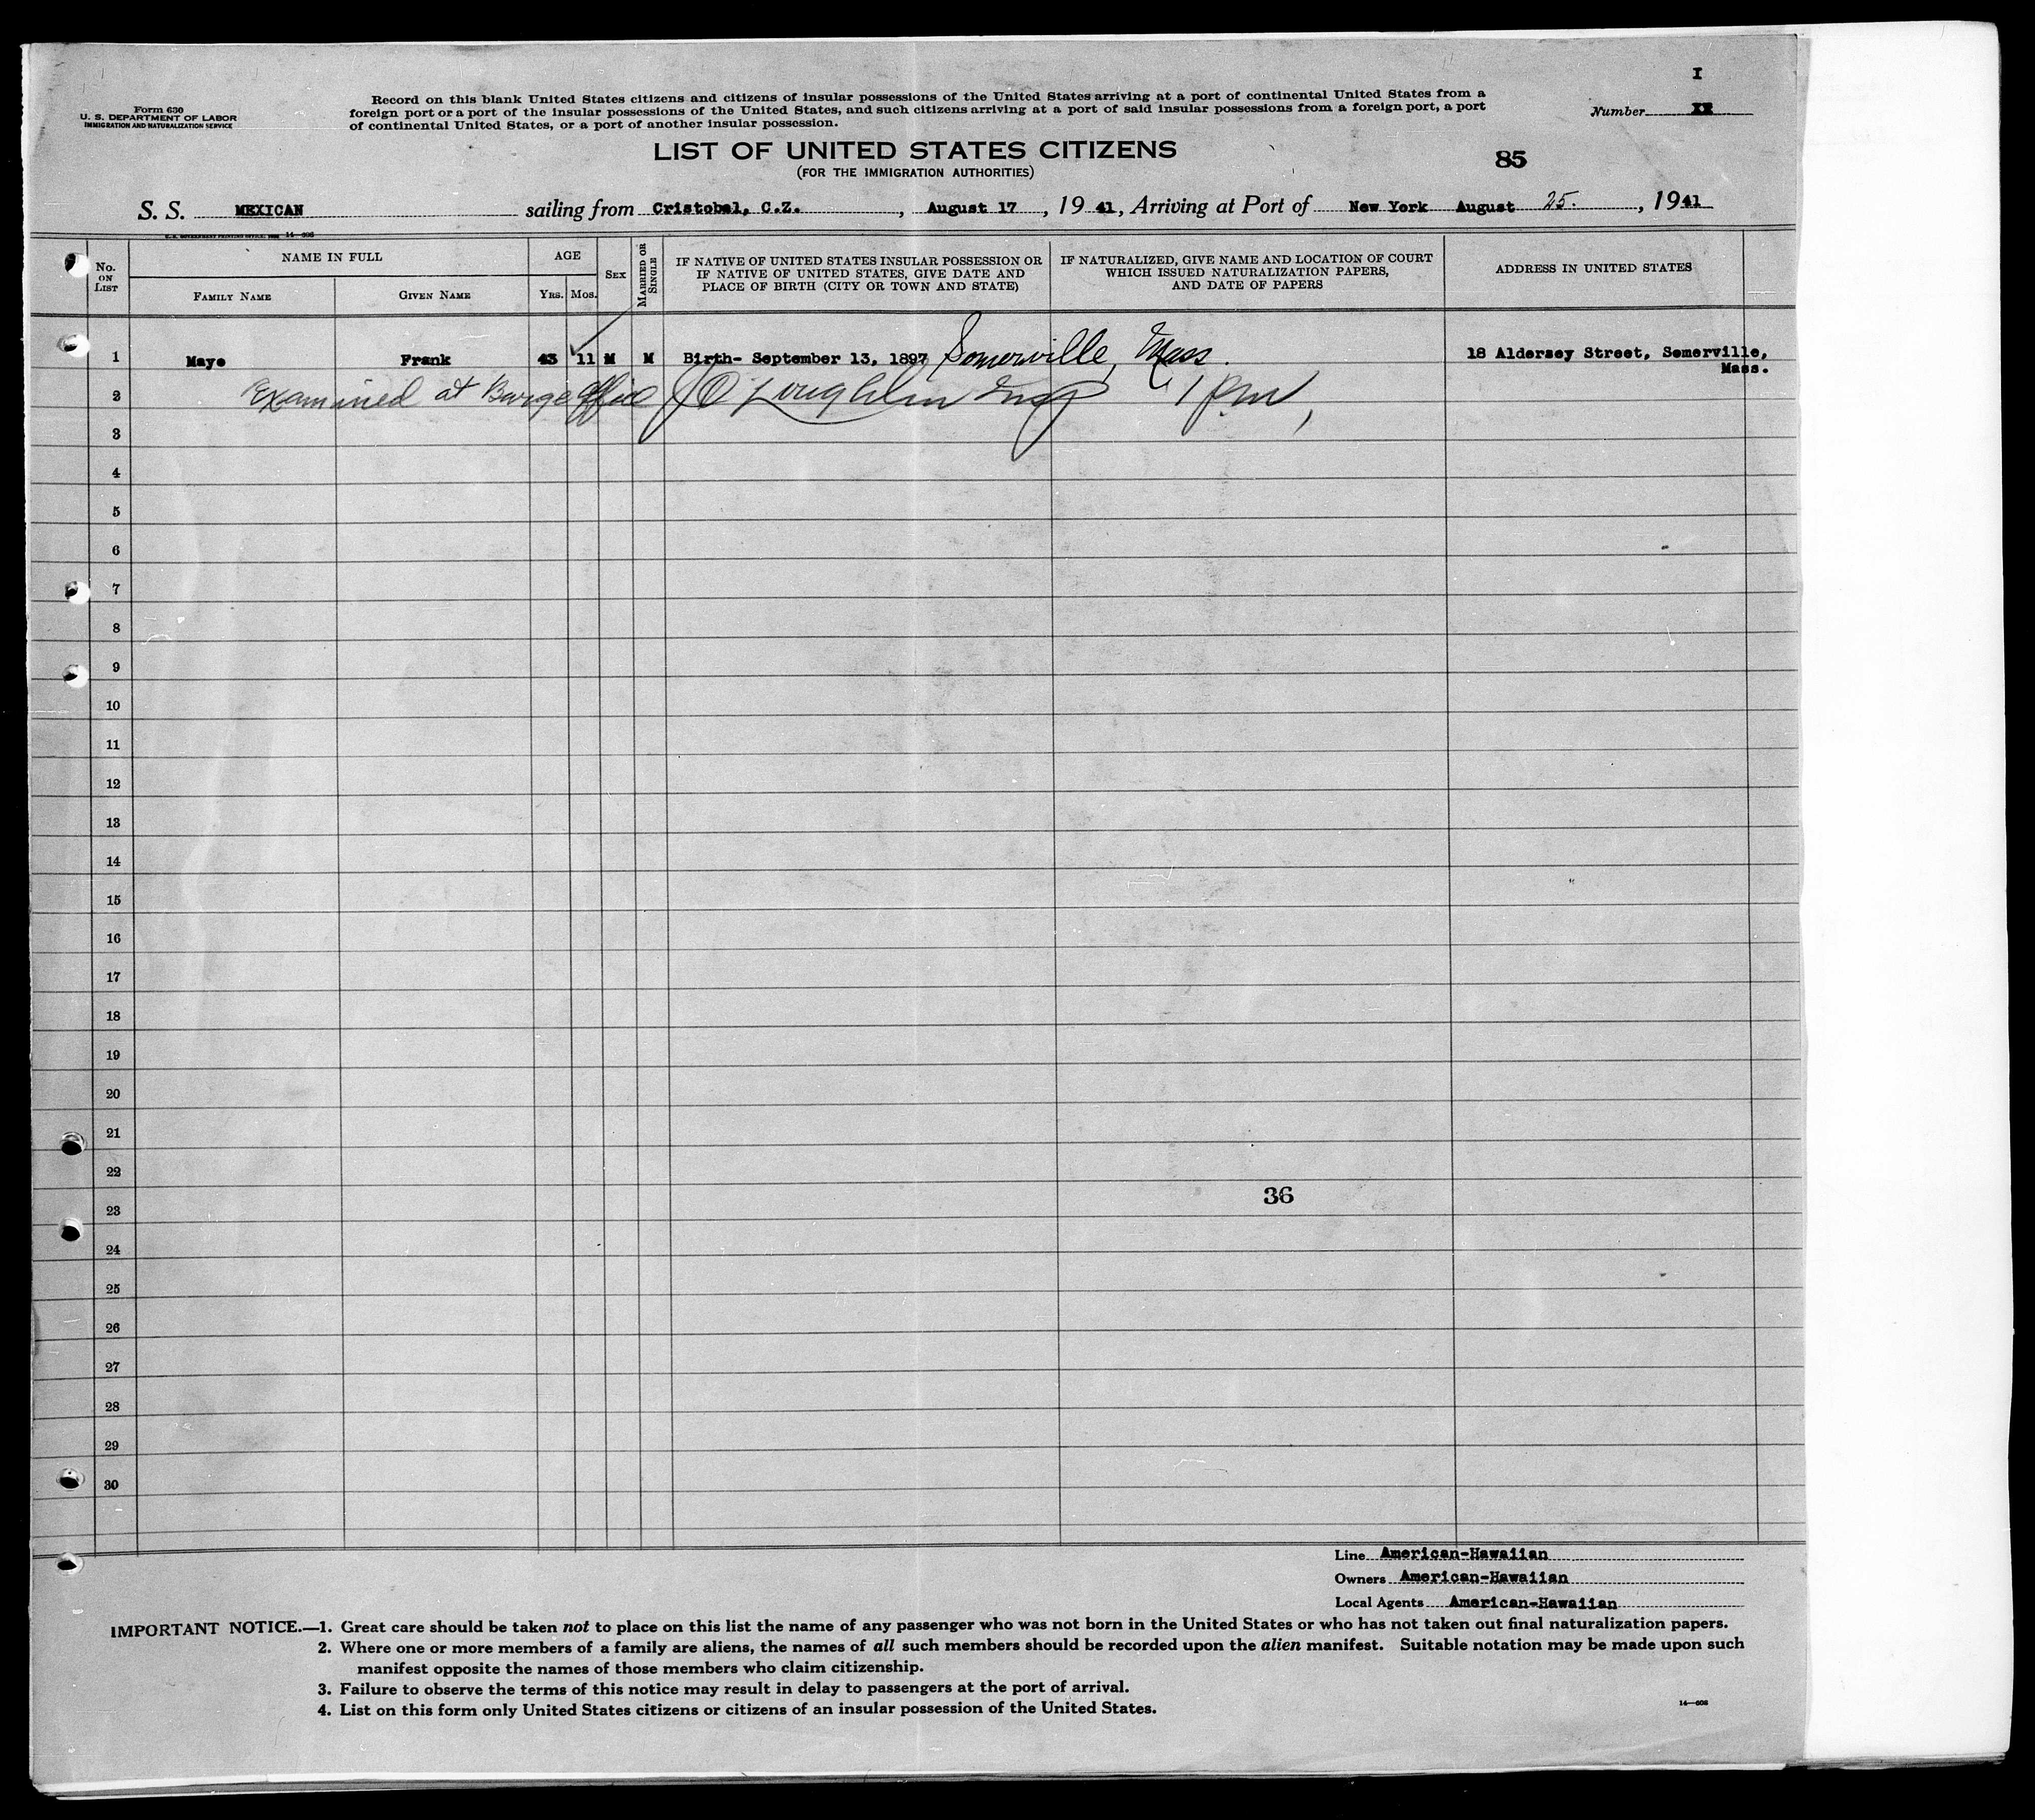 I
Form 630
U. S. DEPARTMENT OF LABOR
IMMIGRATION AND NATURALIZATION SERVICE
Record on this blank United States citizens and citizens of insular possessions of the United States arriving at a port of continental United States from a
foreign port or a port of the insular possessions of the United States, and such citizens arriving at a port of said insular possessions from a foreign port, a port
of continental United States, or a port of another insular possession.
Number
LIST OF UNITED STATES CITIZENS
(FOR THE IMMIGRATION AUTHORITIES)
85
S. S. MEXICAN sailing from Cristobal, C.Z. , August 17 , 19 41, Arriving at Port of New York August 25. , 19 41
NAME IN FULL
FAMILY NAME
GIVEN NAME
AGE
YRS. MOS.
SEX
MARRIED OR SINGLE
NO. ON LIST
IF NATIVE OF UNITED STATES INSULAR POSSESSION OR
IF NATIVE OF UNITED STATES, GIVE DATE AND
PLACE OF BIRTH (CITY OR TOWN AND STATE)
IF NATURALIZED, GIVE NAME AND LOCATION OF COURT
WHICH ISSUED NATURALIZATION PAPERS,
AND DATE OF PAPERS
ADDRESS IN UNITED STATES
1 Maye Frank 43 11 M M Birth- September 13, 1897 Somerville, Mass. 18 Aldersey Street, Somerville,
Mass.
2 Examined at Barge Office J O'Loughlin Insp 1 PM,
3
4
5
6
7
8
9
10
11
12
13
14
15
16
17
18
19
20
21
22
36
23
24
25
26
27
28
29
30
Line American-Hawaiian
Owners American-Hawaiian
Local Agents American-Hawaiian
IMPORTANT NOTICE.—1. Great care should be taken not to place on this list the name of any passenger who was not born in the United States or who has not taken out final naturalization papers.
2. Where one or more members of a family are aliens, the names of all such members should be recorded upon the alien manifest. Suitable notation may be made upon such
manifest opposite the names of those members who claim citizenship.
3. Failure to observe the terms of this notice may result in delay to passengers at the port of arrival.
4. List on this form only United States citizens or citizens of an insular possession of the United States.
14—608